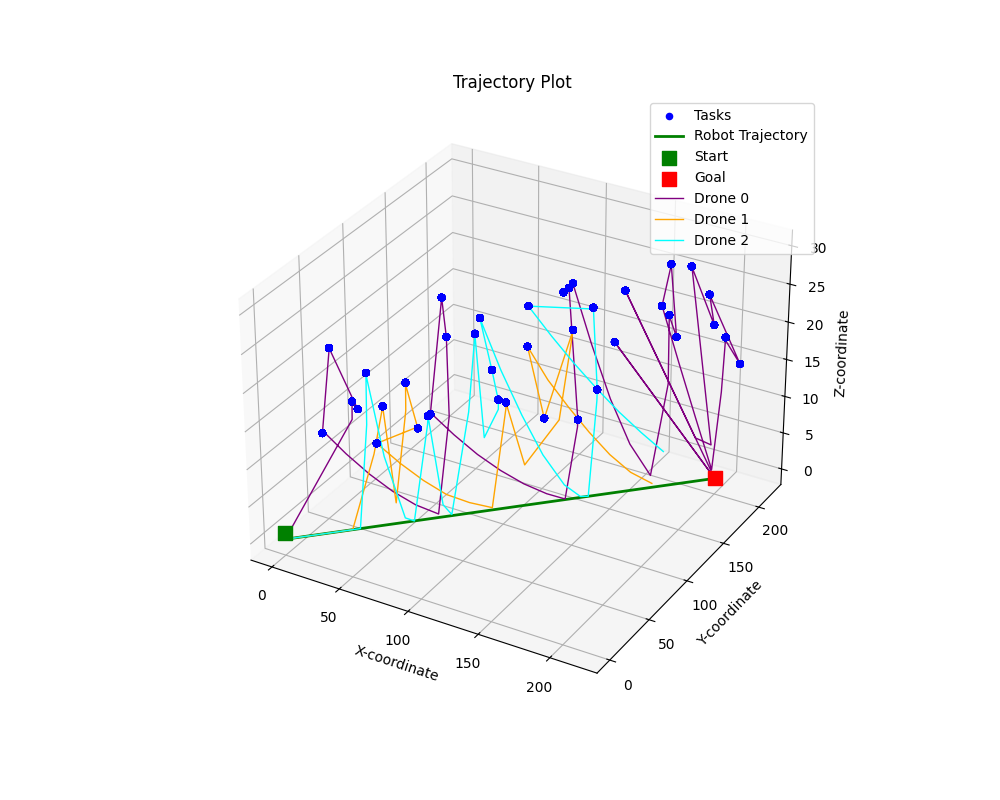 Trajectory Plot
Tasks
Robot Trajectory
Start
Goal
Drone 0
Drone 1
Drone 2
30
25
20
15
10
5
0
Z-coordinate
0
50
100
150
200
X-coordinate
0
50
100
150
200
Y-coordinate